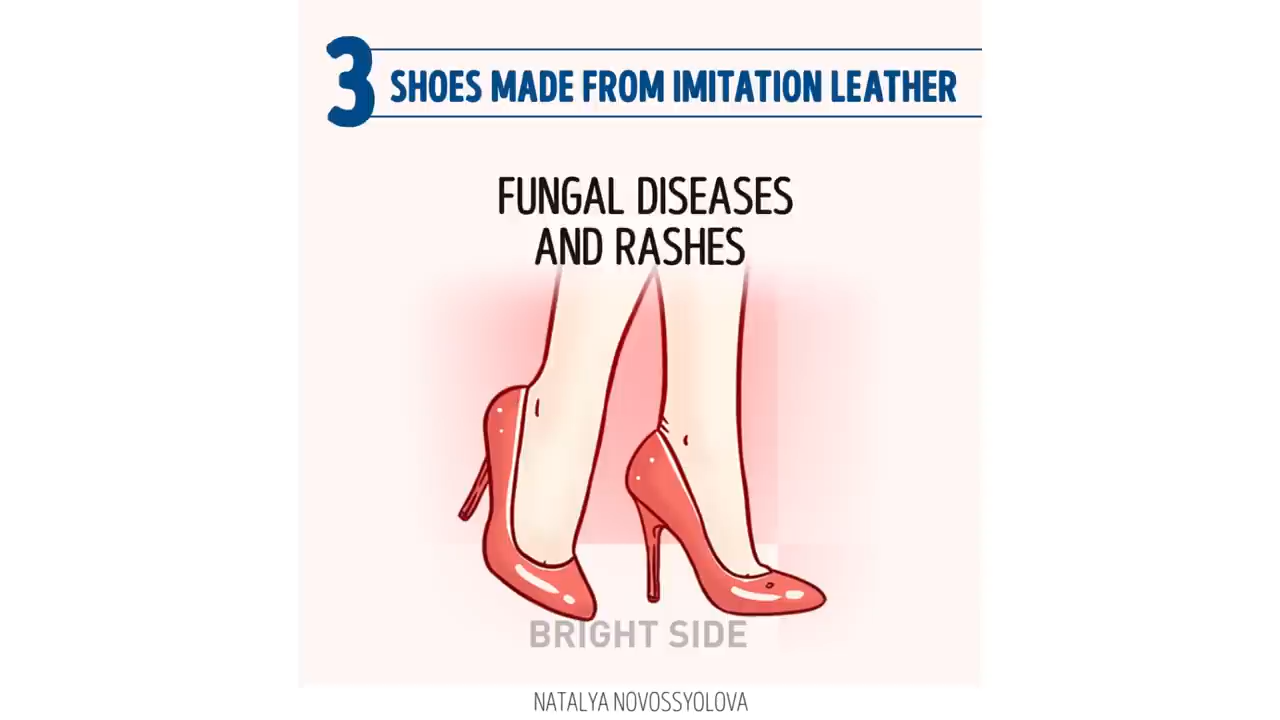 3 SHOES MADE FROM IMITATION LEATHER
FUNGAL DISEASES
AND RASHES
BRIGHT SIDE
NATALYA NOVOSSYOLOVA